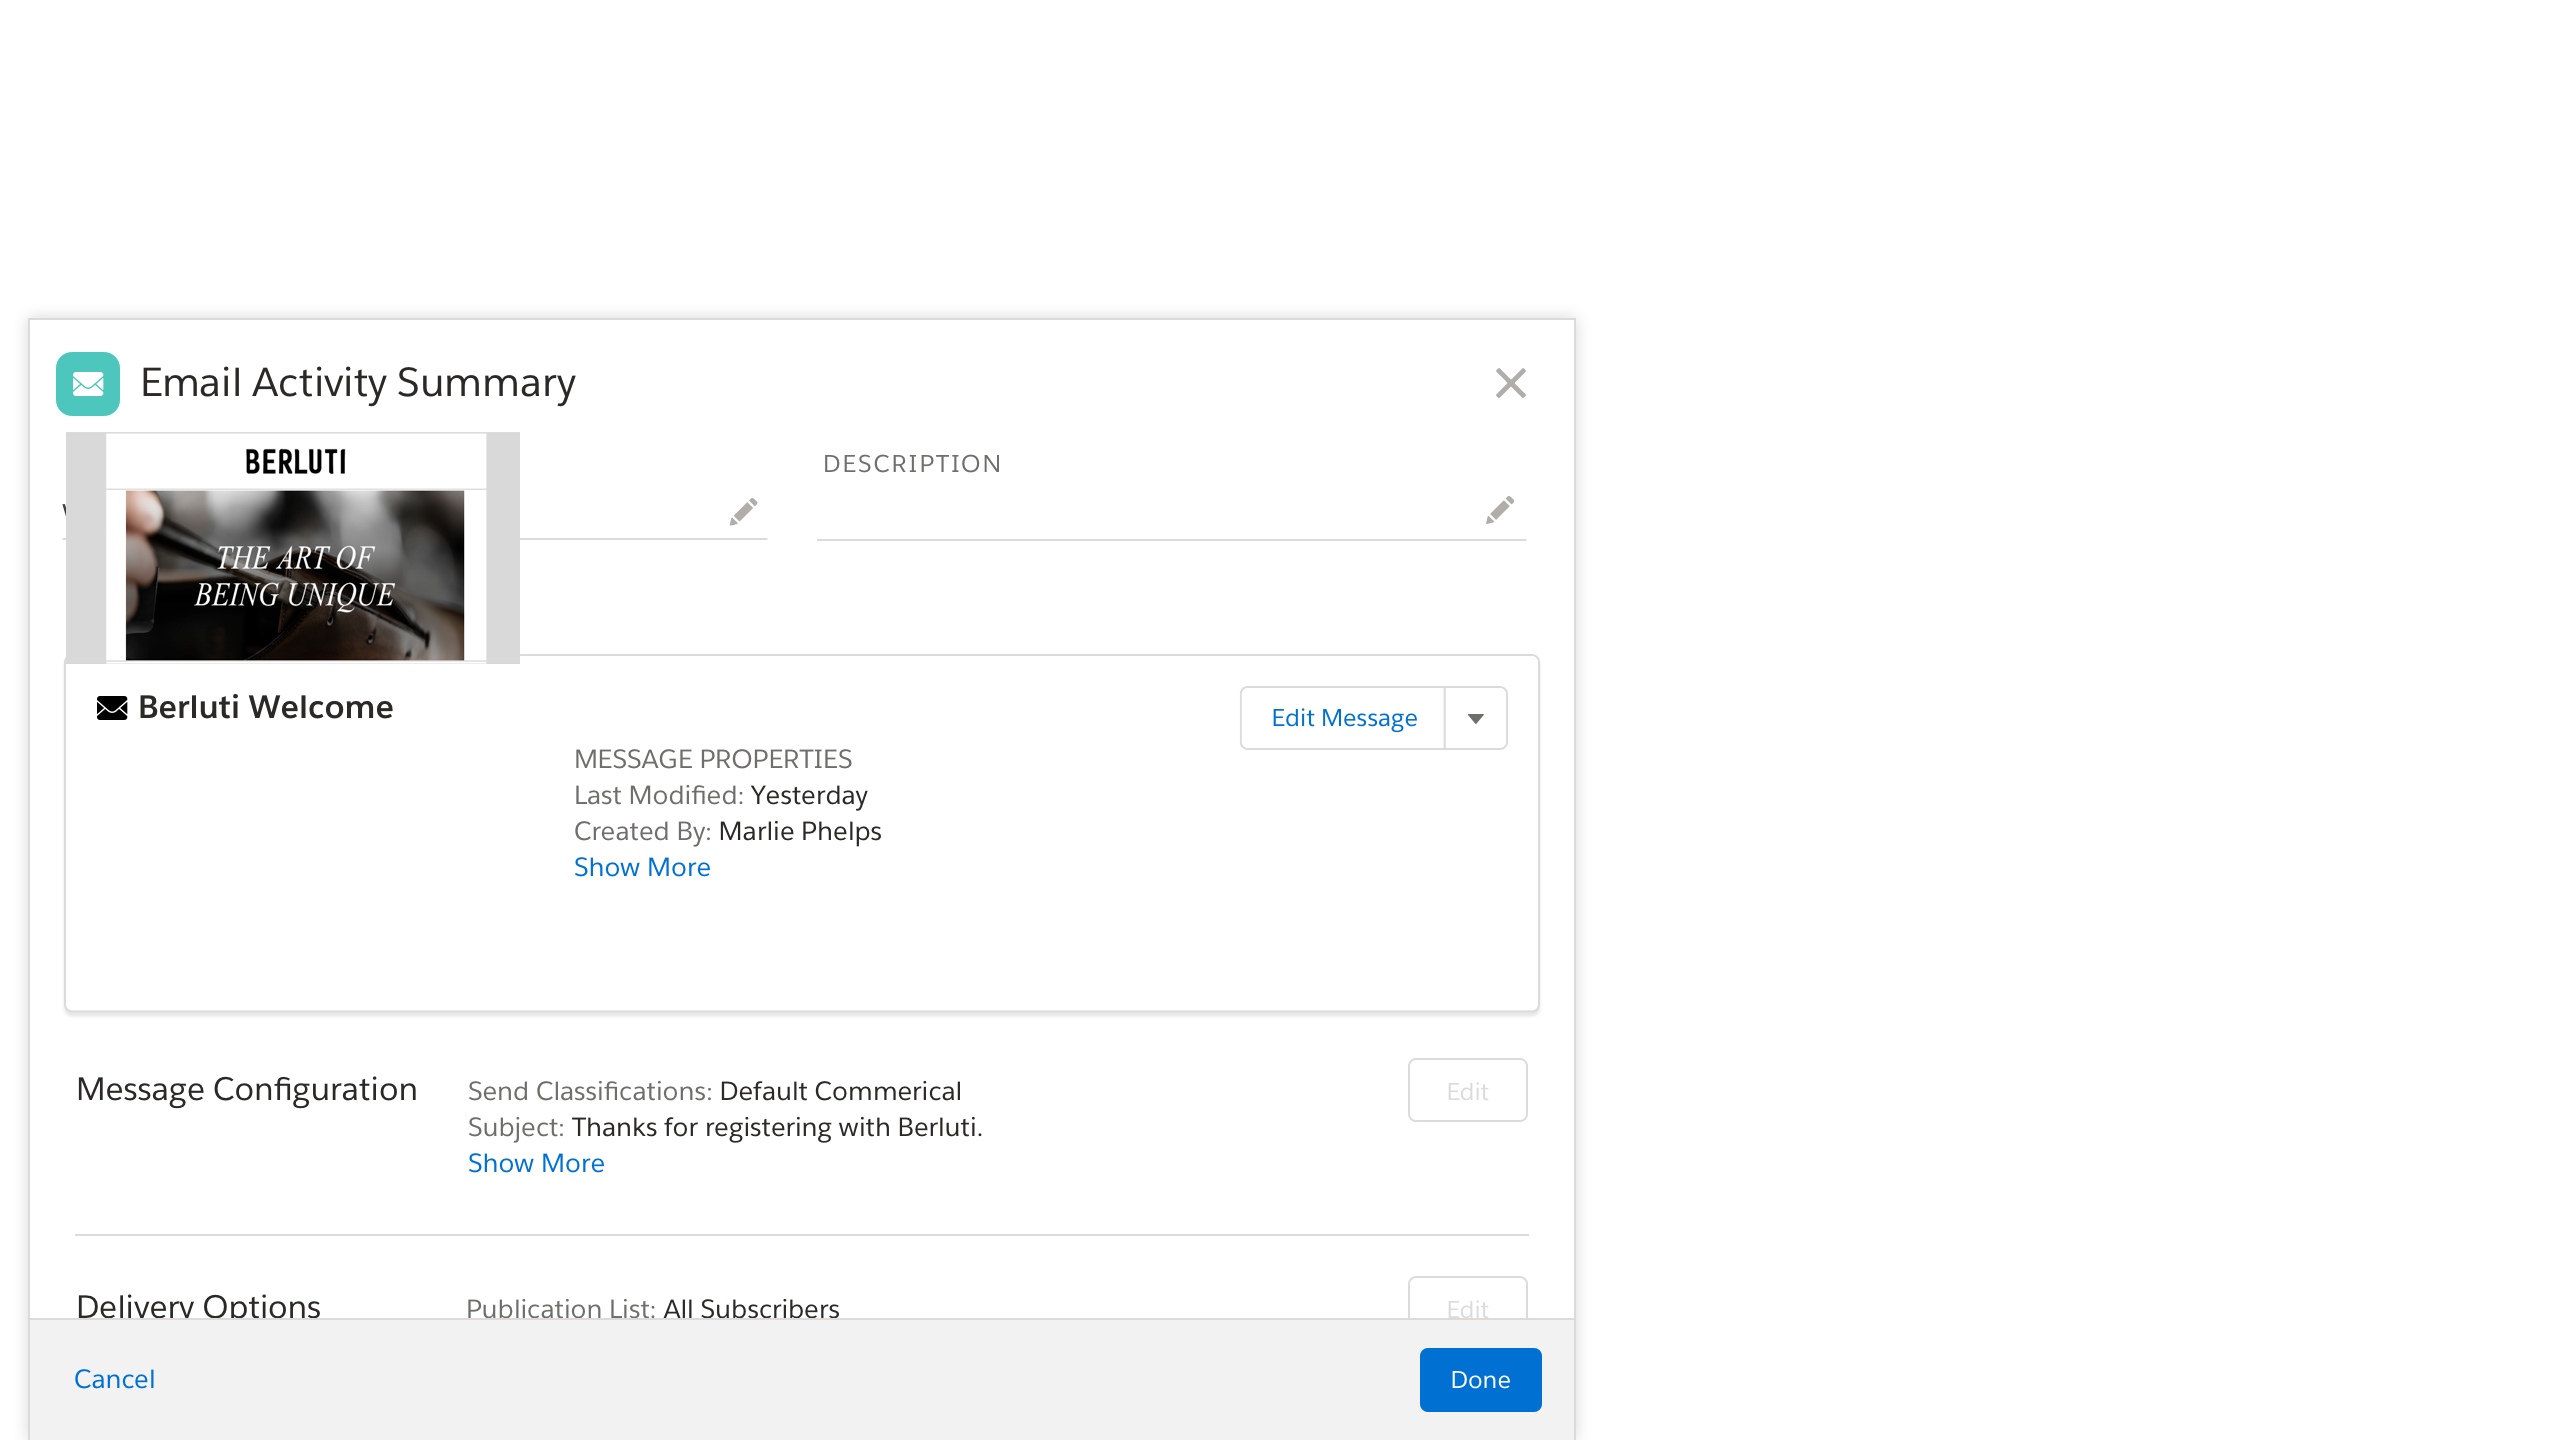 Email Activity Summary
BERLUTI
THE ART OF
BEING UNIQUE
DESCRIPTION
Berluti Welcome
Edit Message
MESSAGE PROPERTIES
Last Modified: Yesterday
Created By: Marlie Phelps
Show More
Message Configuration
Send Classifications: Default Commerical
Subject: Thanks for registering with Berluti.
Show More
Edit
Delivery Options
Publication List: All Subscribers
Edit
Cancel
Done